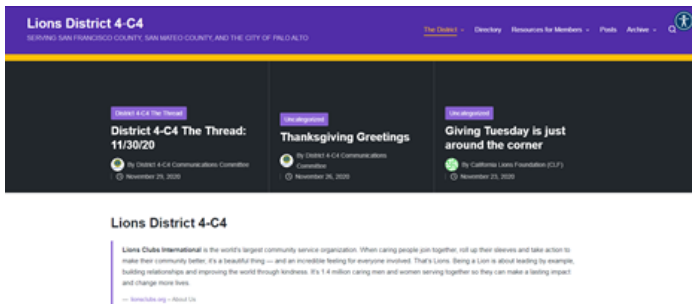 Lions District 4-C4
SERVING SAN FRANCISCO COUNTY, SAN MATEO COUNTY, AND THE CITY OF PALO ALTO
The District Directory Resources for Members Posts Archive
District 4-C4 The Thread
District 4-C4 The Thread:
11/30/20
By District 4-C4 Communications Committee
November 29, 2020
Uncategorized
Thanksgiving Greetings
By District 4-C4 Communications
Committee
November 26, 2020
Uncategorized
Giving Tuesday is just
around the corner
By California Lions Foundation (CLF)
November 23, 2020
Lions District 4-C4
Lions Clubs International is the world's largest community service organization. When caring people join together, roll up their sleeves and take action to
make their community better, it's a beautiful thing — and an incredible feeling for everyone involved. That's Lions. Being a Lion is about leading by example,
building relationships and improving the world through kindness. It's 1.4 million caring men and women serving together so they can make a lasting impact
and change more lives.
— lionsclubs.org – About Us